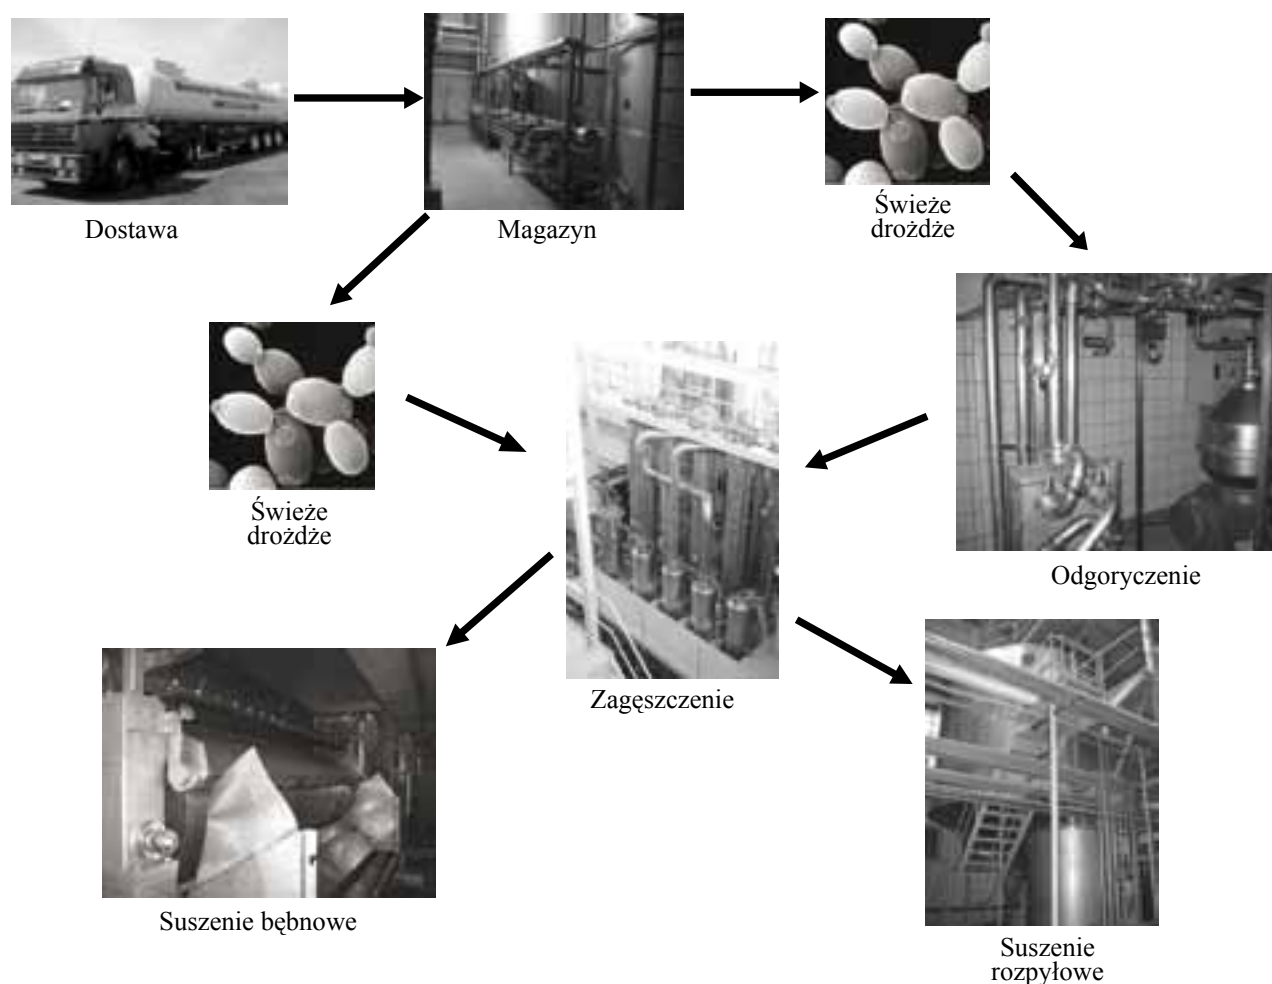 Dostawa
Magazyn
Świeże
drożdże
Świeże
drożdże
Odgoryczenie
Zagęszczenie
Suszenie bębnowe
Suszenie
rozpyłowe